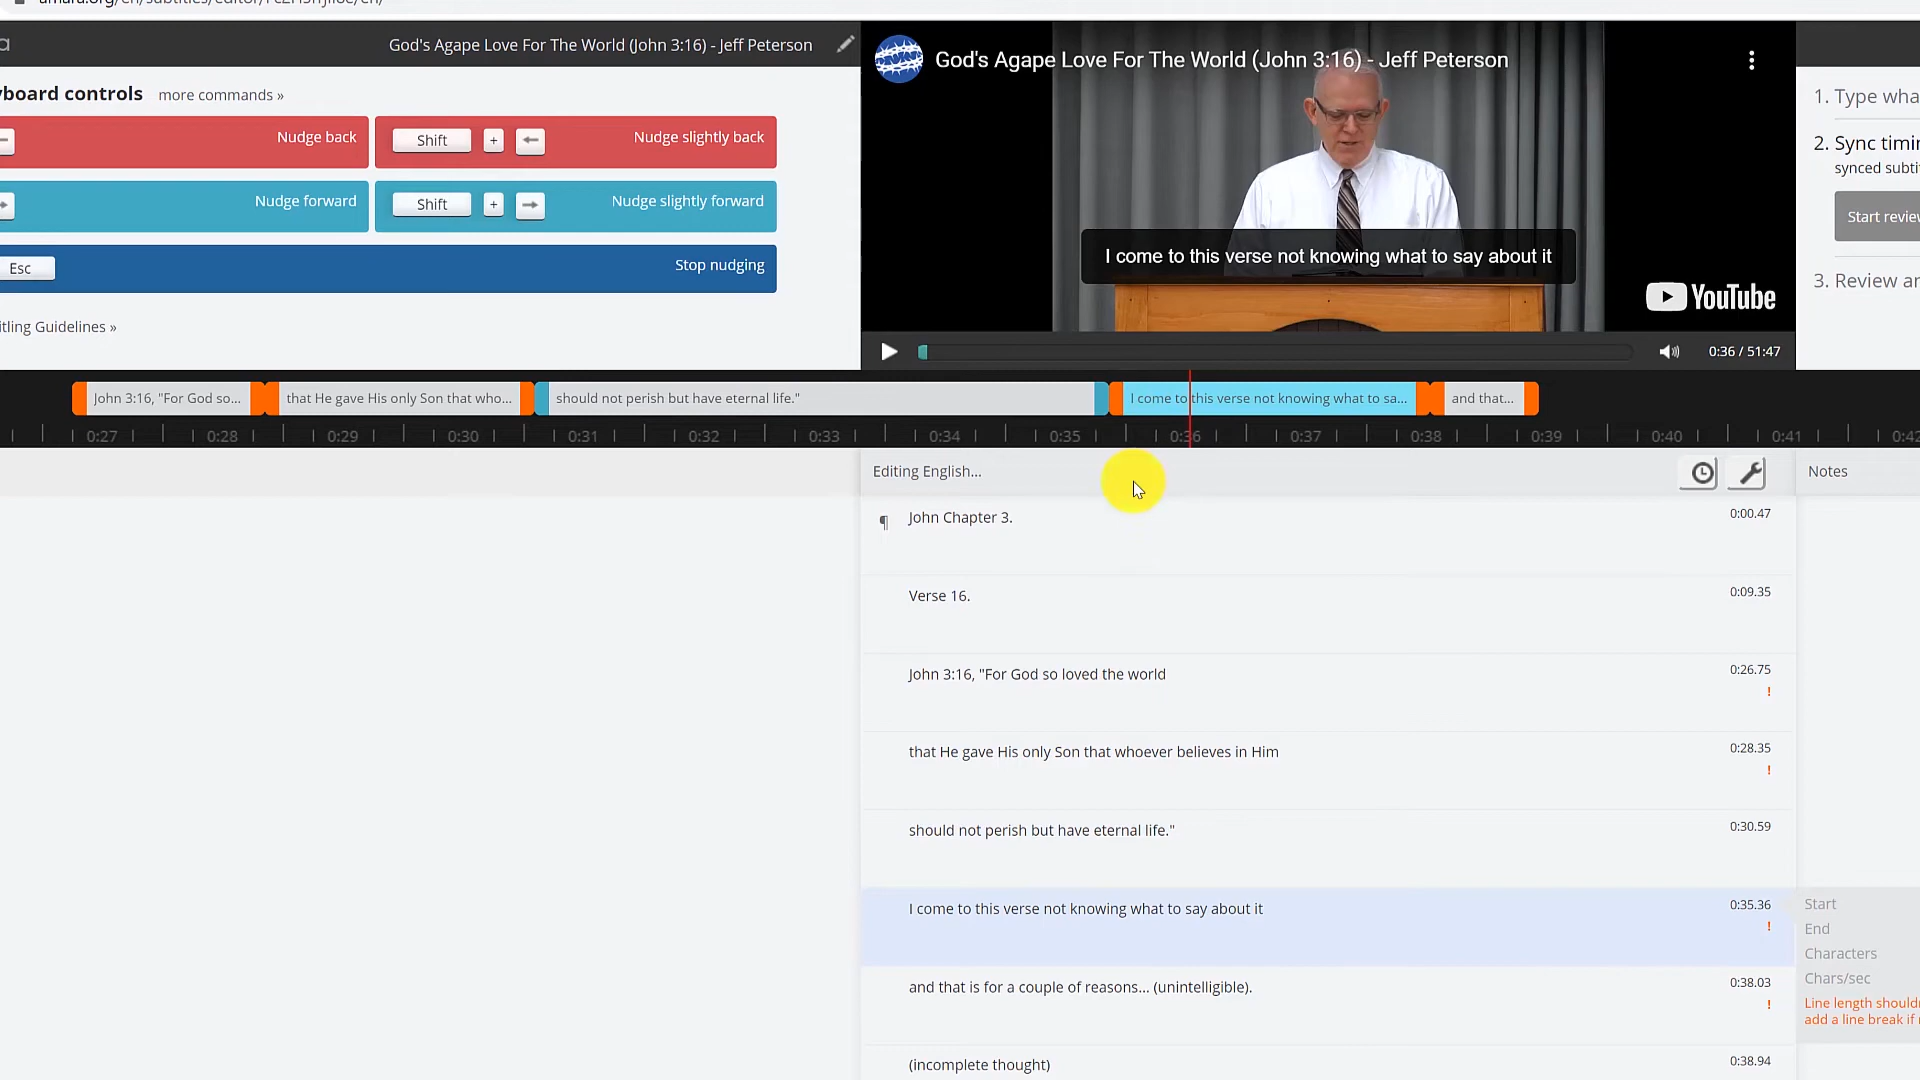 God's Agape Love For The World (John 3:16) - Jeff Peterson
board controls more commands »
Nudge back
Shift + ← Nudge slightly back
Nudge forward
Shift + → Nudge slightly forward
Esc Stop nudging
tling Guidelines »
God's Agape Love For The World (John 3:16) - Jeff Peterson
I come to this verse not knowing what to say about it
YouTube
0:36 / 51:47
1. Type wha
2. Sync timin
synced subti
Start review
3. Review an
John 3:16, "For God so...
that He gave His only Son that who...
should not perish but have eternal life."
I come to this verse not knowing what to sa...
and that...
0:27 0:28 0:29 0:30 0:31 0:32 0:33 0:34 0:35 0:36 0:37 0:38 0:39 0:40 0:41 0:42
Editing English...
Notes
¶ John Chapter 3. 0:00.47
Verse 16. 0:09.35
John 3:16, "For God so loved the world 0:26.75
!
that He gave His only Son that whoever believes in Him 0:28.35
!
should not perish but have eternal life." 0:30.59
I come to this verse not knowing what to say about it 0:35.36
!
and that is for a couple of reasons... (unintelligible). 0:38.03
!
(incomplete thought) 0:38.94
Start
End
Characters
Chars/sec
Line length should
add a line break if